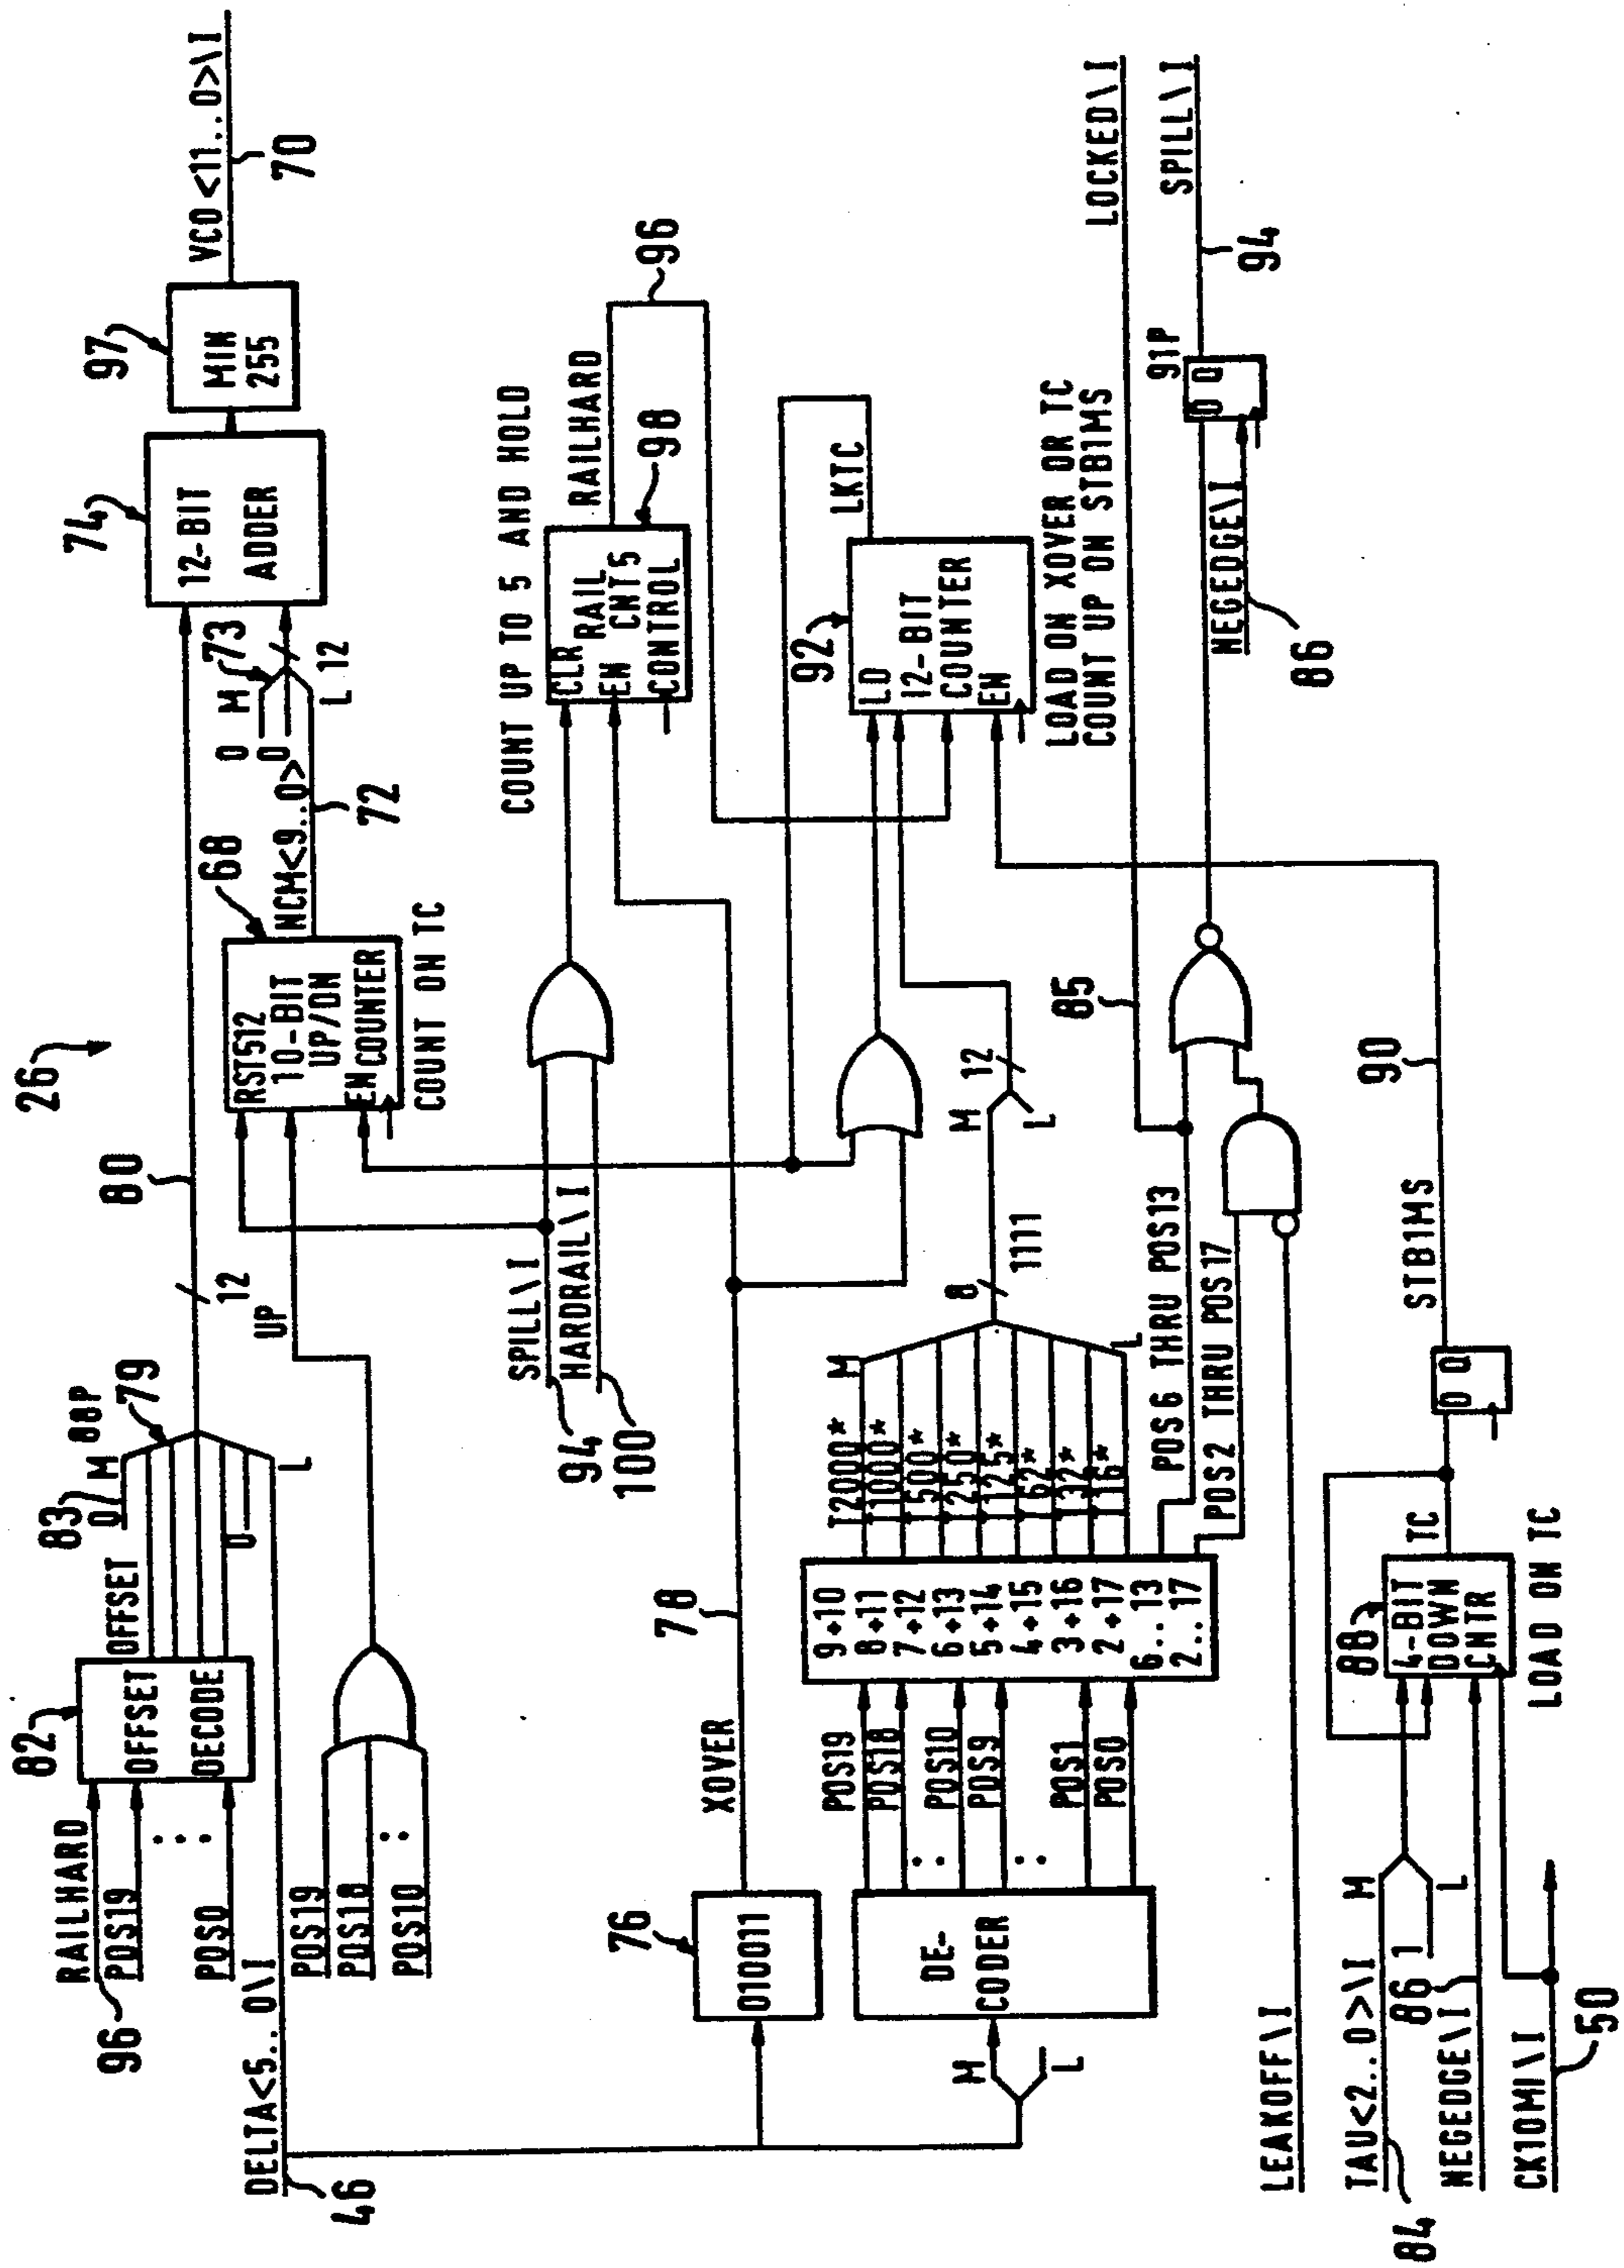 26
RAILHARD
96
POS19
POS0
82
OFFSET
DECODE
OFFSET
83
0
M
88P
79
0
L
80
12
UP
DELTA<5..0\I
46
POS19
POS18
POS10
RST512
10-BIT
UP/DN
EN COUNTER
COUNT ON TC
68
NCM<9..0>
72
0
0
M
73
L
12
74
12-BIT
ADDER
97
MIN
255
VCO<11..0>\I
70
SPILL\I
94
HARDRAIL\I
100
COUNT UP TO 5 AND HOLD
CLR
RAIL
EN CNT5
CONTROL
RAILHARD
98
96
76
010011
XOVER
78
LKTC
92
LD
12-BIT
COUNTER
EN
LOAD ON XOVER OR TC
COUNT UP ON STB1MS
M
L
DE-
CODER
POS19
POS18
POS10
POS9
POS1
POS0
9+10
8+11
7+12
6+13
5+14
4+15
3+16
2+17
6..13
2..17
T2000*
T1000*
T500*
T250*
T125*
T62*
T32*
T16*
M
L
8
1111
M
L
12
POS6 THRU POS13
POS2 THRU POS17
85
LOCKED\I
91P
D Q
SPILL\I
94
NEGEDGE\I
86
LEAKOFF\I
TAU<2..0>\I
84
M
1
L
86
NEGEDGE\I
CK10MI\I
50
88
4-BIT
DOWN
CNTR
TC
LOAD ON TC
D Q
STB1MS
90